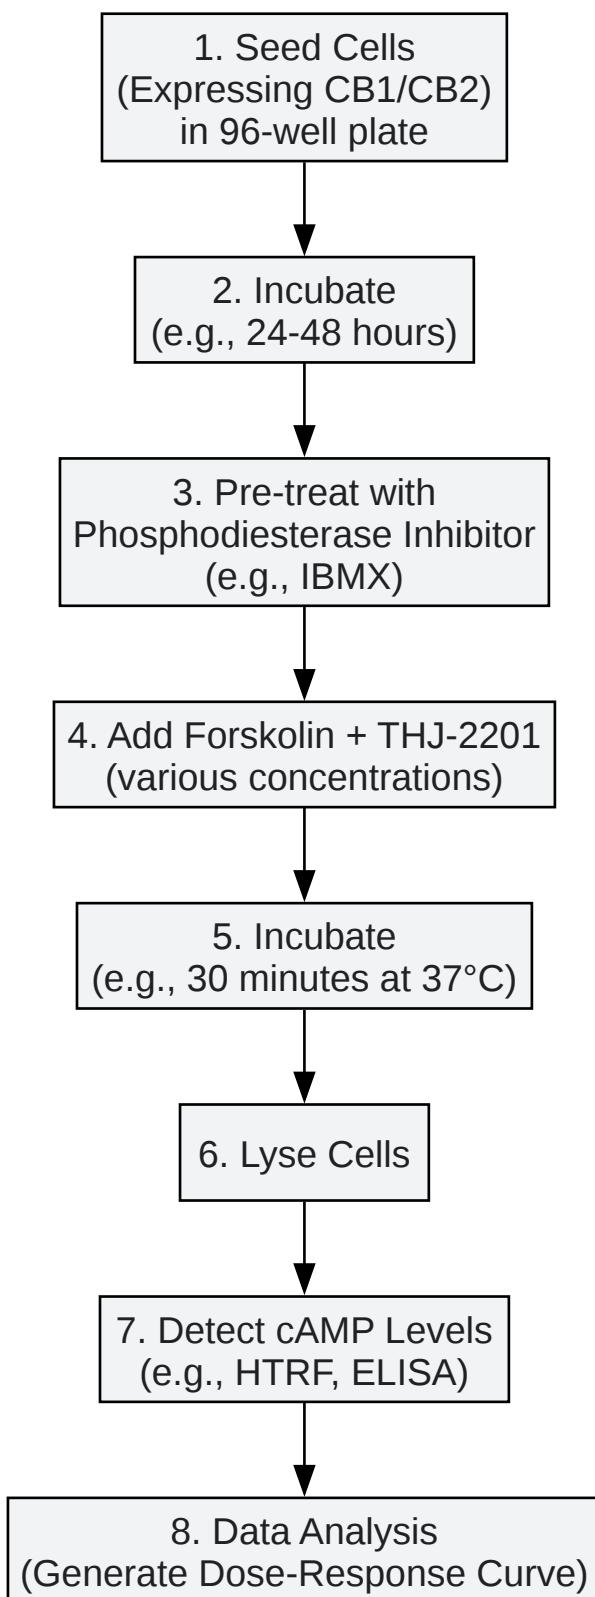 1. Seed Cells
(Expressing CB1/CB2)
in 96-well plate
2. Incubate
(e.g., 24-48 hours)
3. Pre-treat with
Phosphodiesterase Inhibitor
(e.g., IBMX)
4. Add Forskolin + THJ-2201
(various concentrations)
5. Incubate
(e.g., 30 minutes at 37°C)
6. Lyse Cells
7. Detect cAMP Levels
(e.g., HTRF, ELISA)
8. Data Analysis
(Generate Dose-Response Curve)